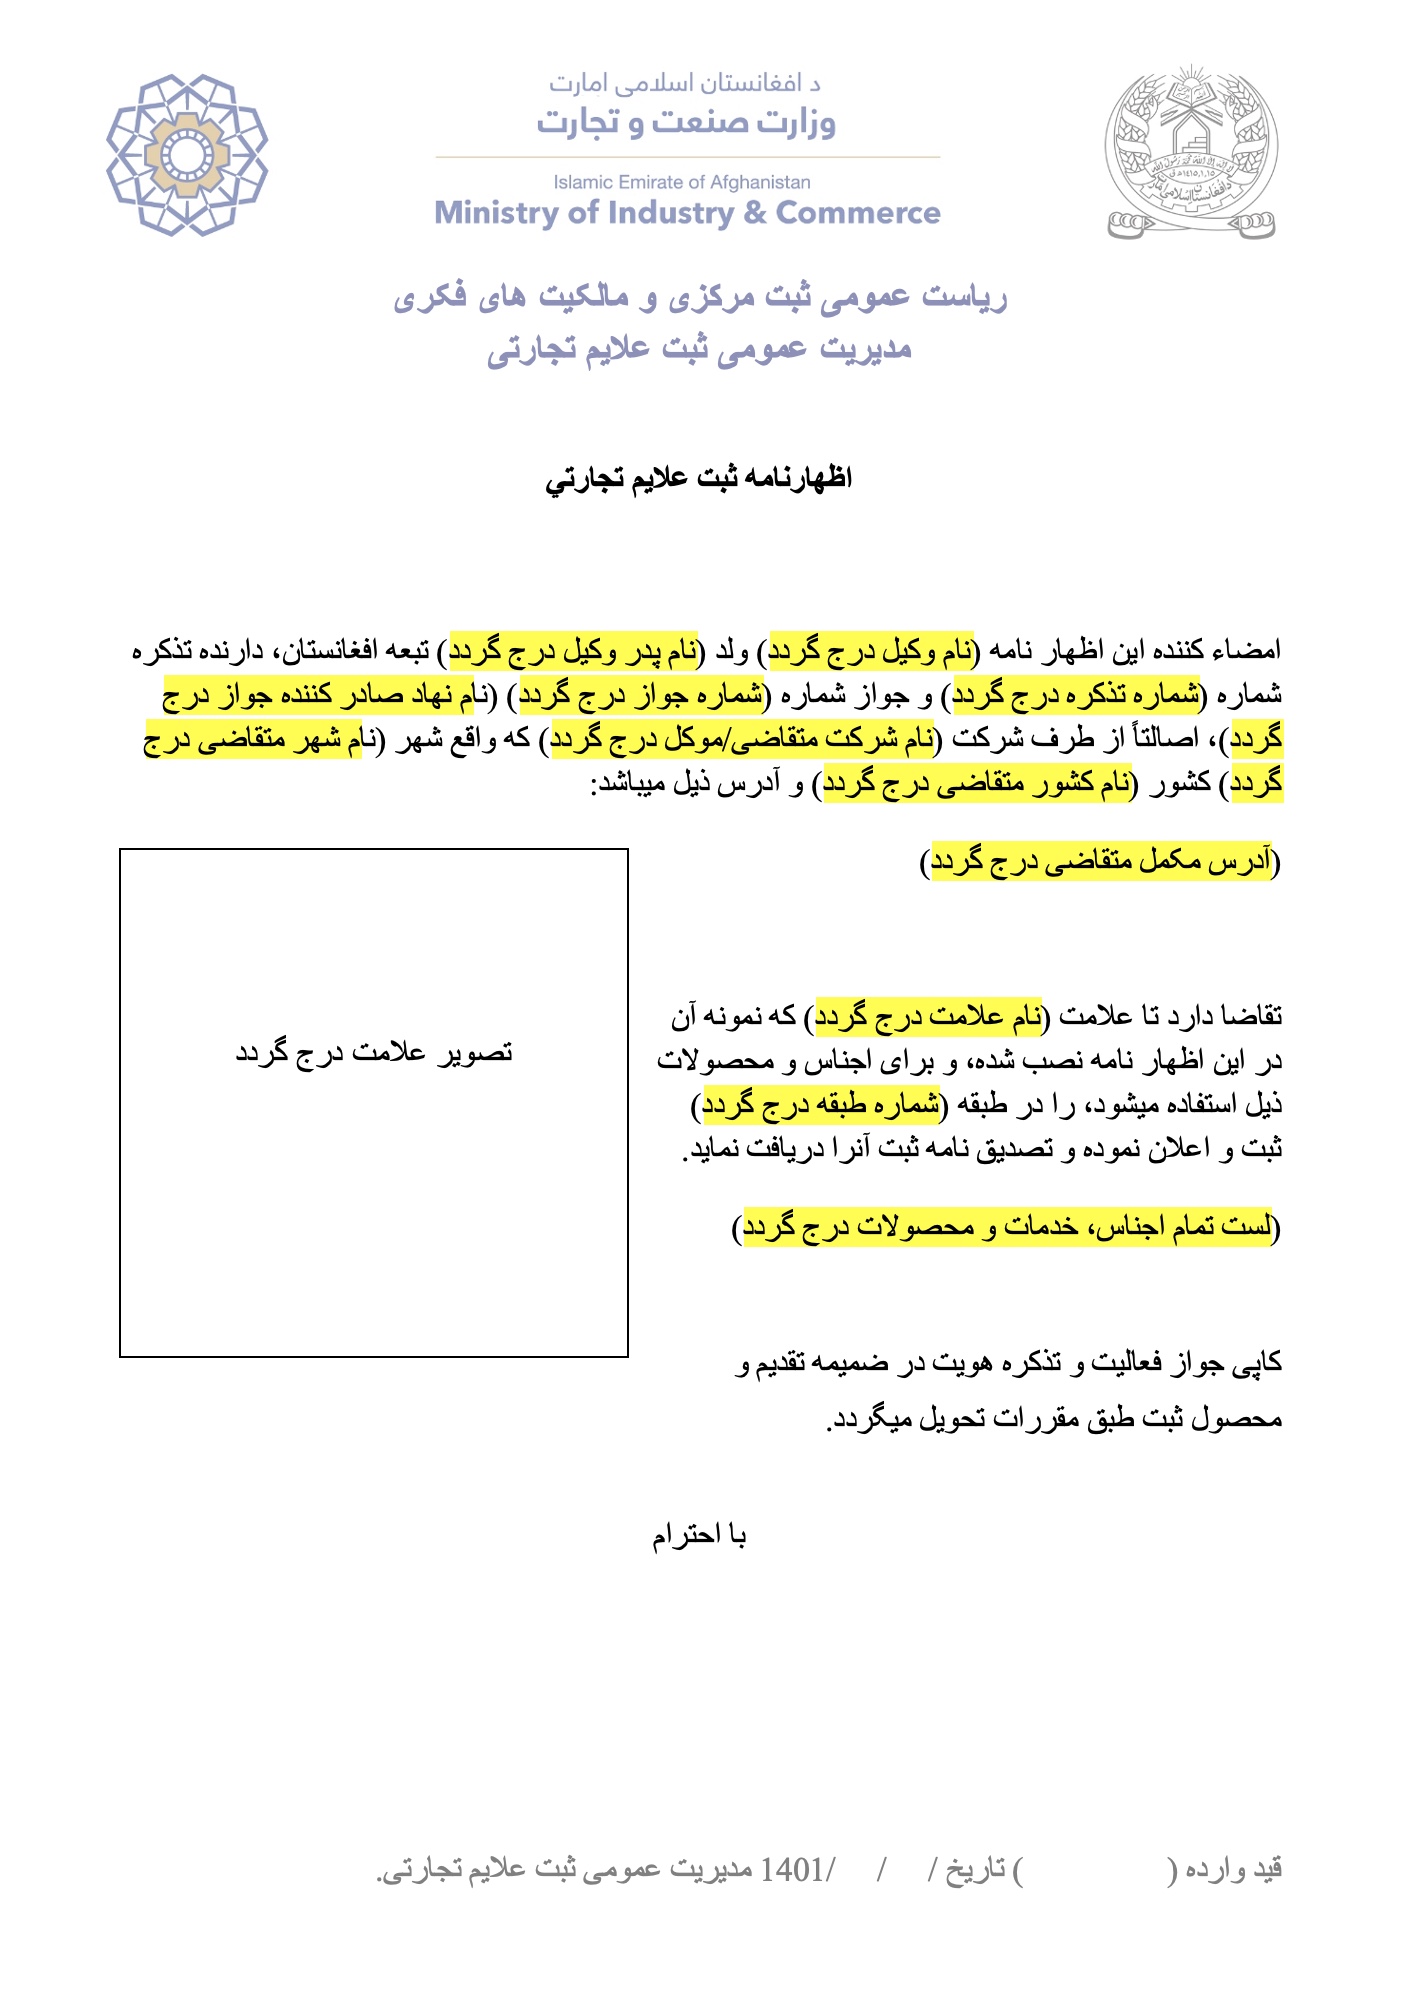 د افغانستان اسلامی امارت
وزارت صنعت و تجارت
Islamic Emirate of Afghanistan
Ministry of Industry & Commerce
ریاست عمومی ثبت مرکزی و مالکیت های فکری
مدیریت عمومی ثبت علایم تجارتی
اظهارنامه ثبت علايم تجارتي
امضاء کننده این اظهار نامه (نام وکیل درج گردد) ولد (نام پدر وکیل درج گردد) تبعه افغانستان، دارنده تذکره
شماره (شماره تذکره درج گردد) و جواز شماره (شماره جواز درج گردد) (نام نهاد صادر کننده جواز درج
گردد)، اصالتاً از طرف شرکت (نام شرکت متقاضی/موکل درج گردد) که واقع شهر (نام شهر متقاضی درج
گردد) کشور (نام کشور متقاضی درج گردد) و آدرس ذیل میباشد:
(آدرس مکمل متقاضی درج گردد)
تقاضا دارد تا علامت (نام علامت درج گردد) که نمونه آن
در این اظهار نامه نصب شده، و برای اجناس و محصولات
ذیل استفاده میشود، را در طبقه (شماره طبقه درج گردد)
ثبت و اعلان نموده و تصدیق نامه ثبت آنرا دریافت نماید.
تصویر علامت درج گردد
(لست تمام اجناس، خدمات و محصولات درج گردد)
کاپی جواز فعالیت و تذکره هویت در ضمیمه تقدیم و
محصول ثبت طبق مقررات تحویل میگردد.
با احترام
قید وارده (                ) تاریخ /     /     /1401 مدیریت عمومی ثبت علایم تجارتی.